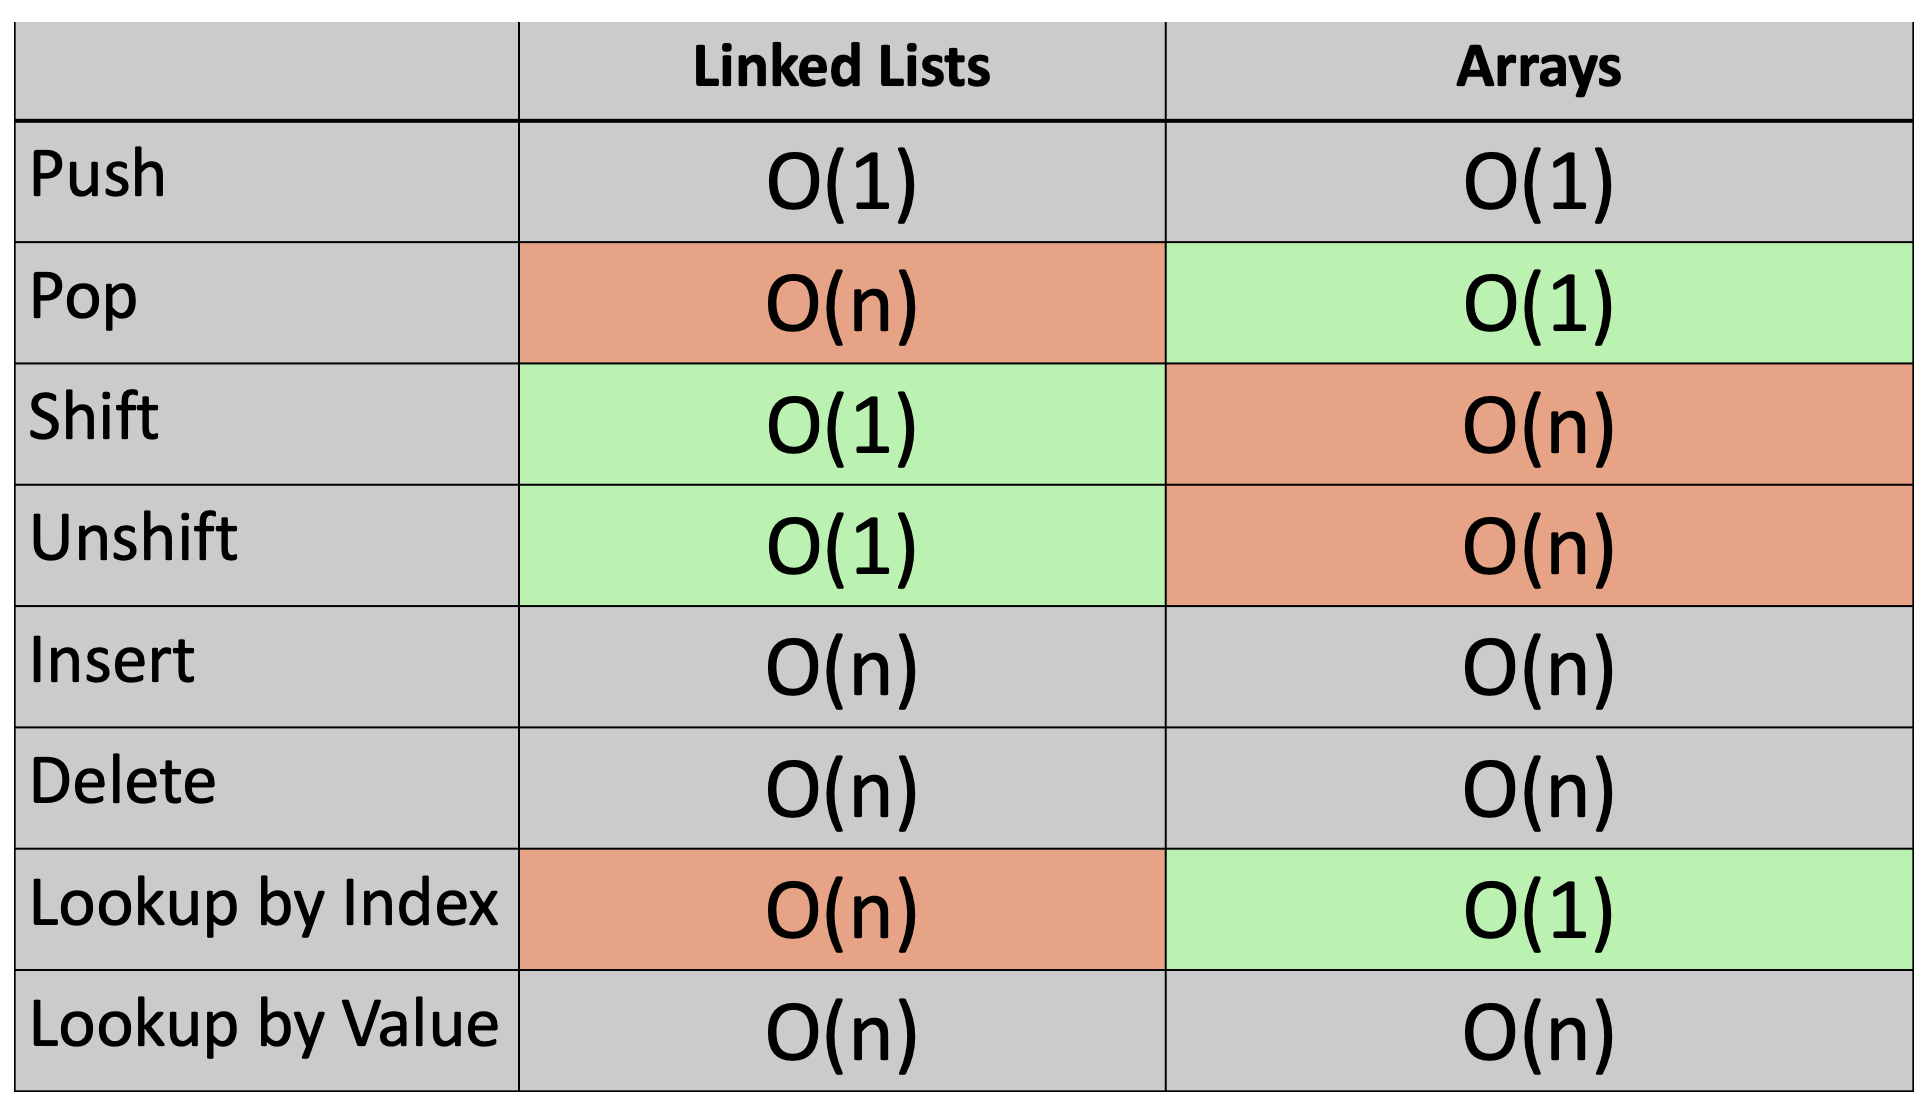 Linked Lists Arrays
Push O(1) O(1)
Pop O(n) O(1)
Shift O(1) O(n)
Unshift O(1) O(n)
Insert O(n) O(n)
Delete O(n) O(n)
Lookup by Index O(n) O(1)
Lookup by Value O(n) O(n)